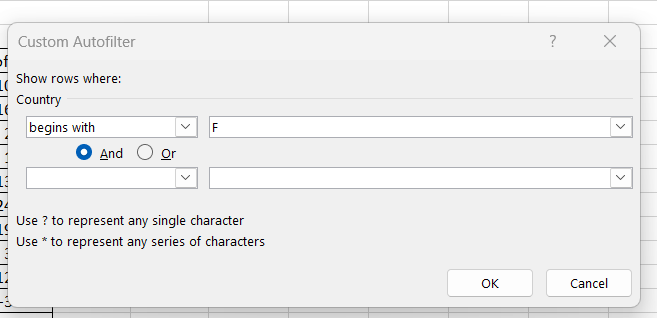 Custom Autofilter
?
Show rows where:
Country
begins with F
And Or
Use ? to represent any single character
Use * to represent any series of characters
OK Cancel